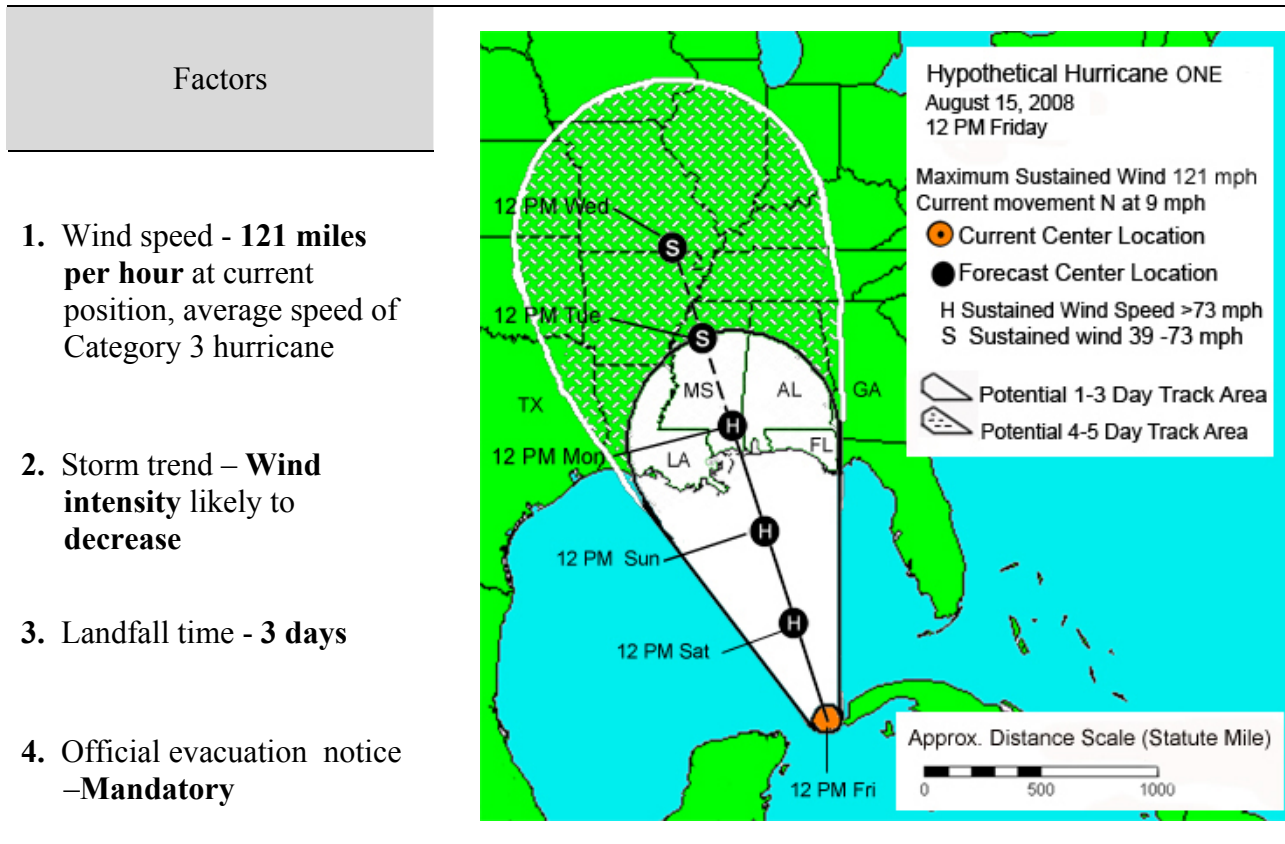 Factors
1. Wind speed - 121 miles
per hour at current
position, average speed of
Category 3 hurricane
2. Storm trend – Wind
intensity likely to
decrease
3. Landfall time - 3 days
4. Official evacuation notice
–Mandatory
Hypothetical Hurricane ONE
August 15, 2008
12 PM Friday
Maximum Sustained Wind 121 mph
Current movement N at 9 mph
Current Center Location
Forecast Center Location
H Sustained Wind Speed >73 mph
S Sustained wind 39 -73 mph
Potential 1-3 Day Track Area
Potential 4-5 Day Track Area
12 PM Wed
S
12 PM Tue
S
MS
AL
GA
TX
H
FL
12 PM Mon
LA
H
12 PM Sun
H
12 PM Sat
12 PM Fri
Approx. Distance Scale (Statute Mile)
0 500 1000